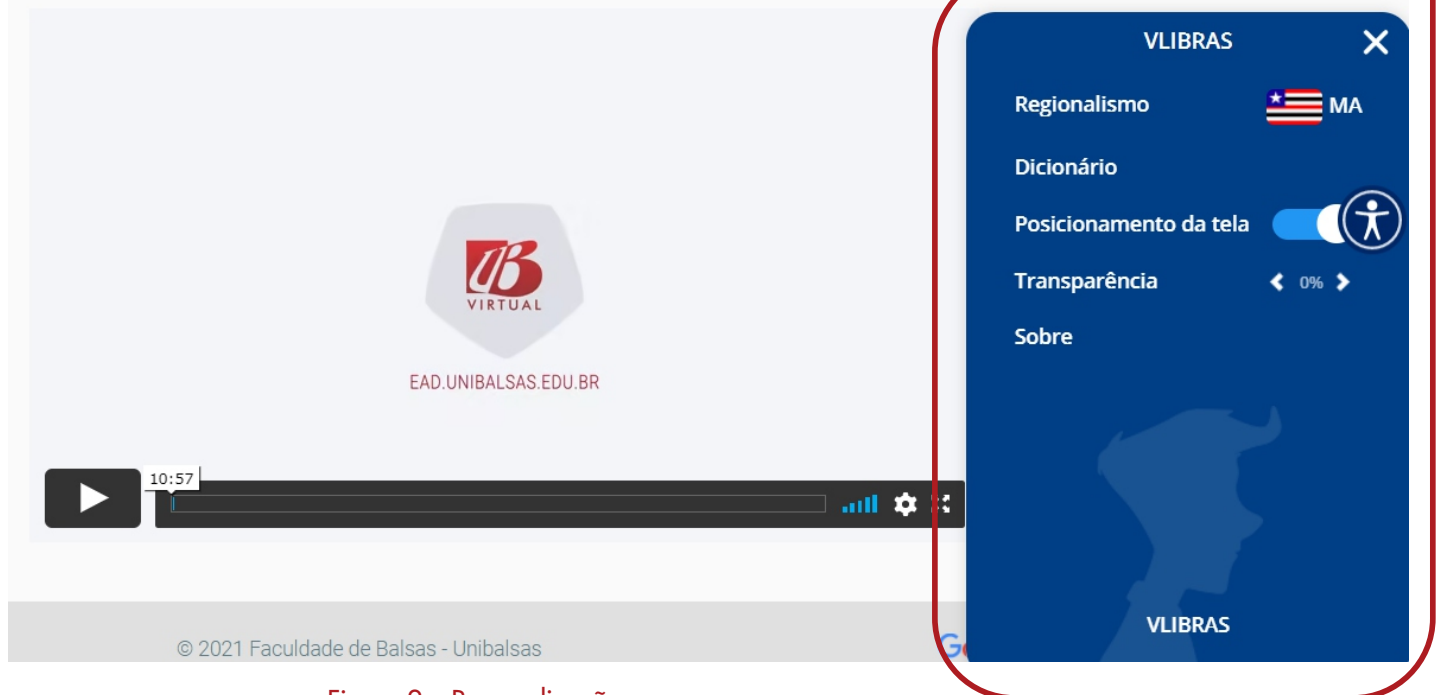 VLIBRAS
Regionalismo
MA
Dicionário
Posicionamento da tela
Transparência
0%
Sobre
VLIBRAS
UB
VIRTUAL
EAD.UNIBALSAS.EDU.BR
10:57
© 2021 Faculdade de Balsas - Unibalsas